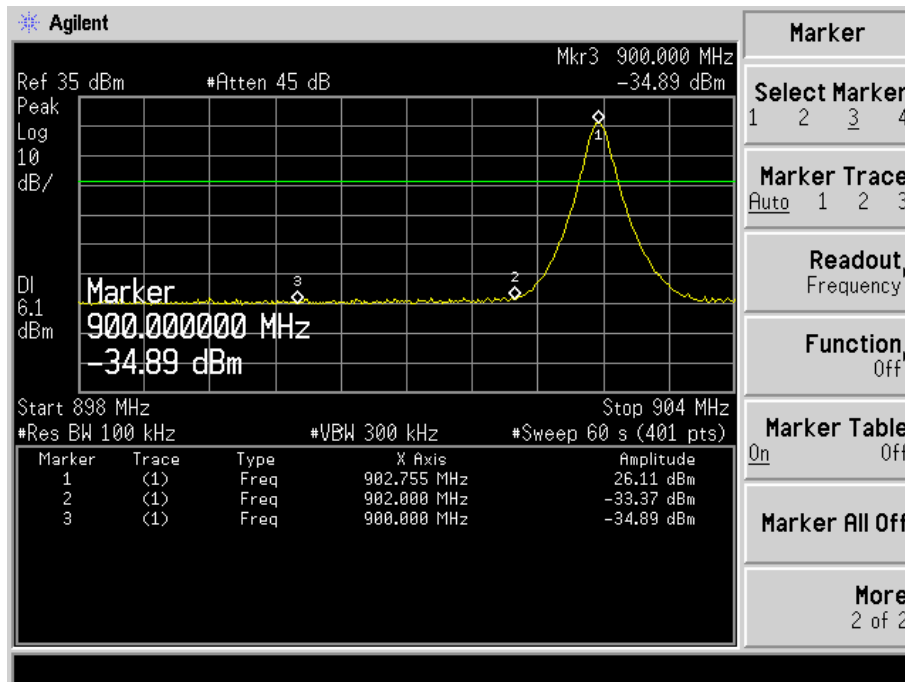 Agilent
Mkr3 900.000 MHz
Ref 35 dBm #Atten 45 dB -34.89 dBm
Peak
Log
10
dB/
1
2
3
DI
6.1
dBm
Marker
900.000000 MHz
-34.89 dBm
Start 898 MHz Stop 904 MHz
#Res BW 100 kHz #VBW 300 kHz #Sweep 60 s (401 pts)
Marker Trace Type X Axis Amplitude
1 (1) Freq 902.755 MHz 26.11 dBm
2 (1) Freq 902.000 MHz -33.37 dBm
3 (1) Freq 900.000 MHz -34.89 dBm
Marker
Select Marker
1 2 3 4
Marker Trace
Auto 1 2 3
Readout
Frequency
Function
Off
Marker Table
On Off
Marker All Off
More
2 of 2